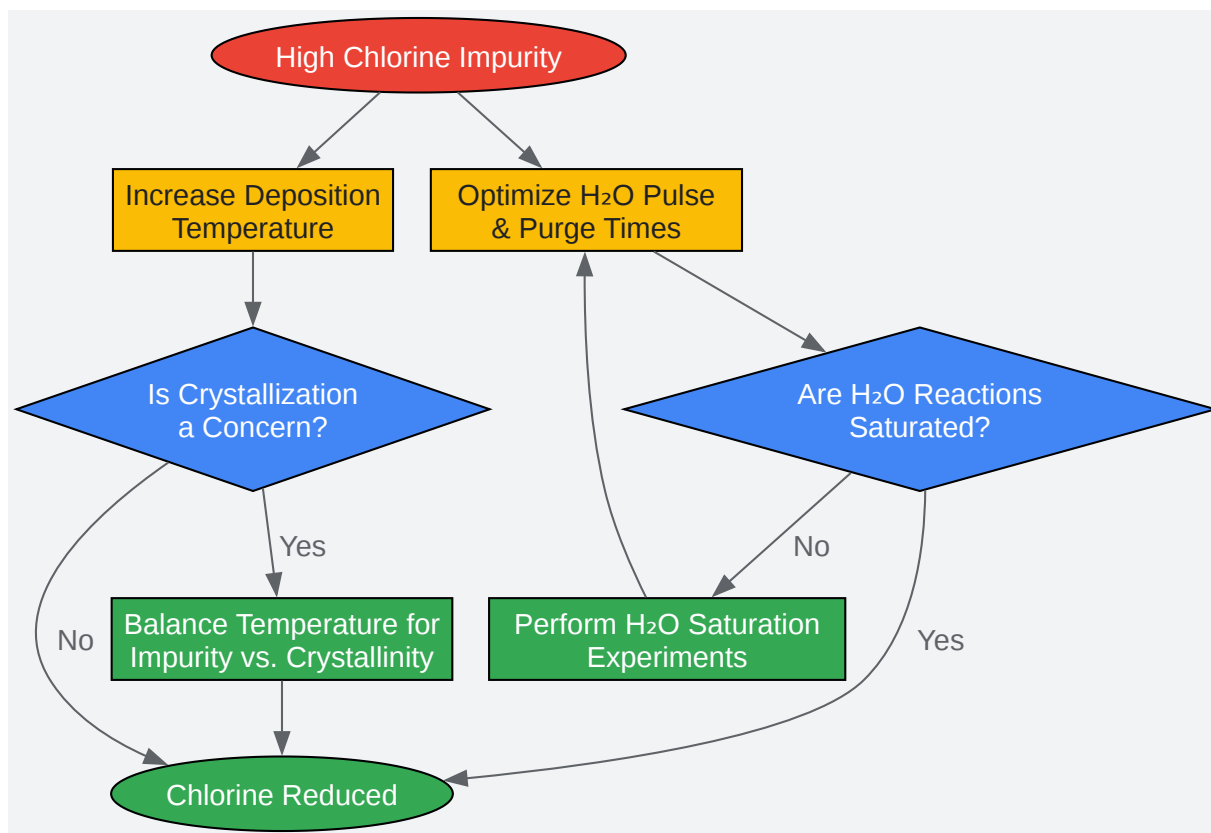 High Chlorine Impurity
Increase Deposition
Temperature
Optimize H₂O Pulse
& Purge Times
Is Crystallization
a Concern?
Are H₂O Reactions
Saturated?
Yes
No
Balance Temperature for
Impurity vs. Crystallinity
Perform H₂O Saturation
Experiments
No
Yes
Chlorine Reduced